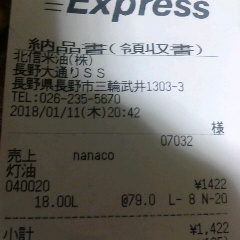 Express
納品書(領収書)
北信米油(株)
長野大通りSS
長野県長野市三輪武井1303-3
TEL:026-235-5670
2018/01/11(木)20:42
様
07032
売上 nanaco
灯油
040020 ¥1422
18.00L @79.0 L- 8 N-20
小計 ¥1,422